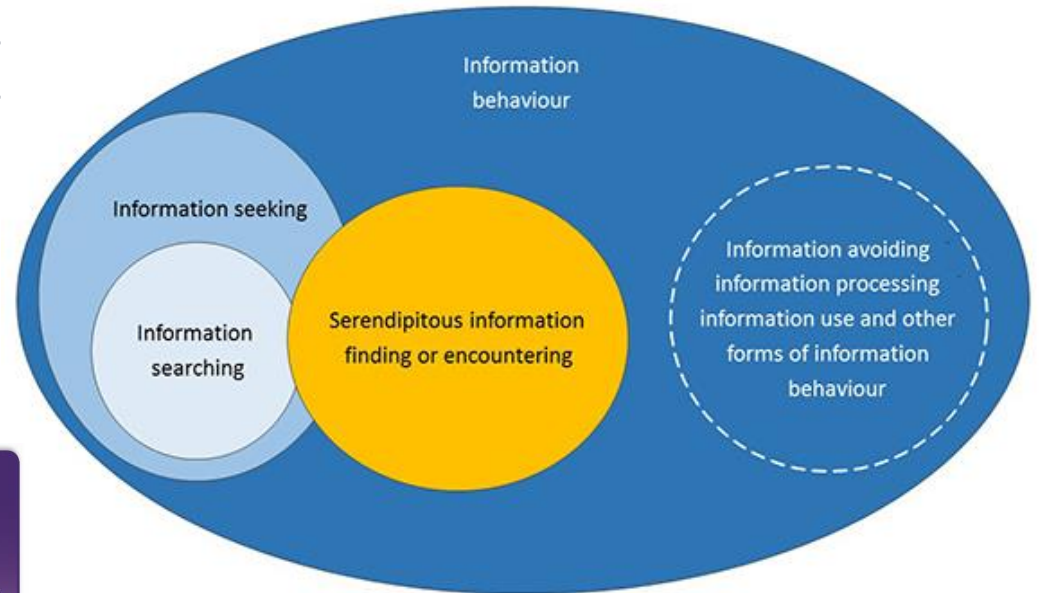 Information
behaviour
Information seeking
Information
searching
Serendipitous information
finding or encountering
Information avoiding
information processing
information use and other
forms of information
behaviour